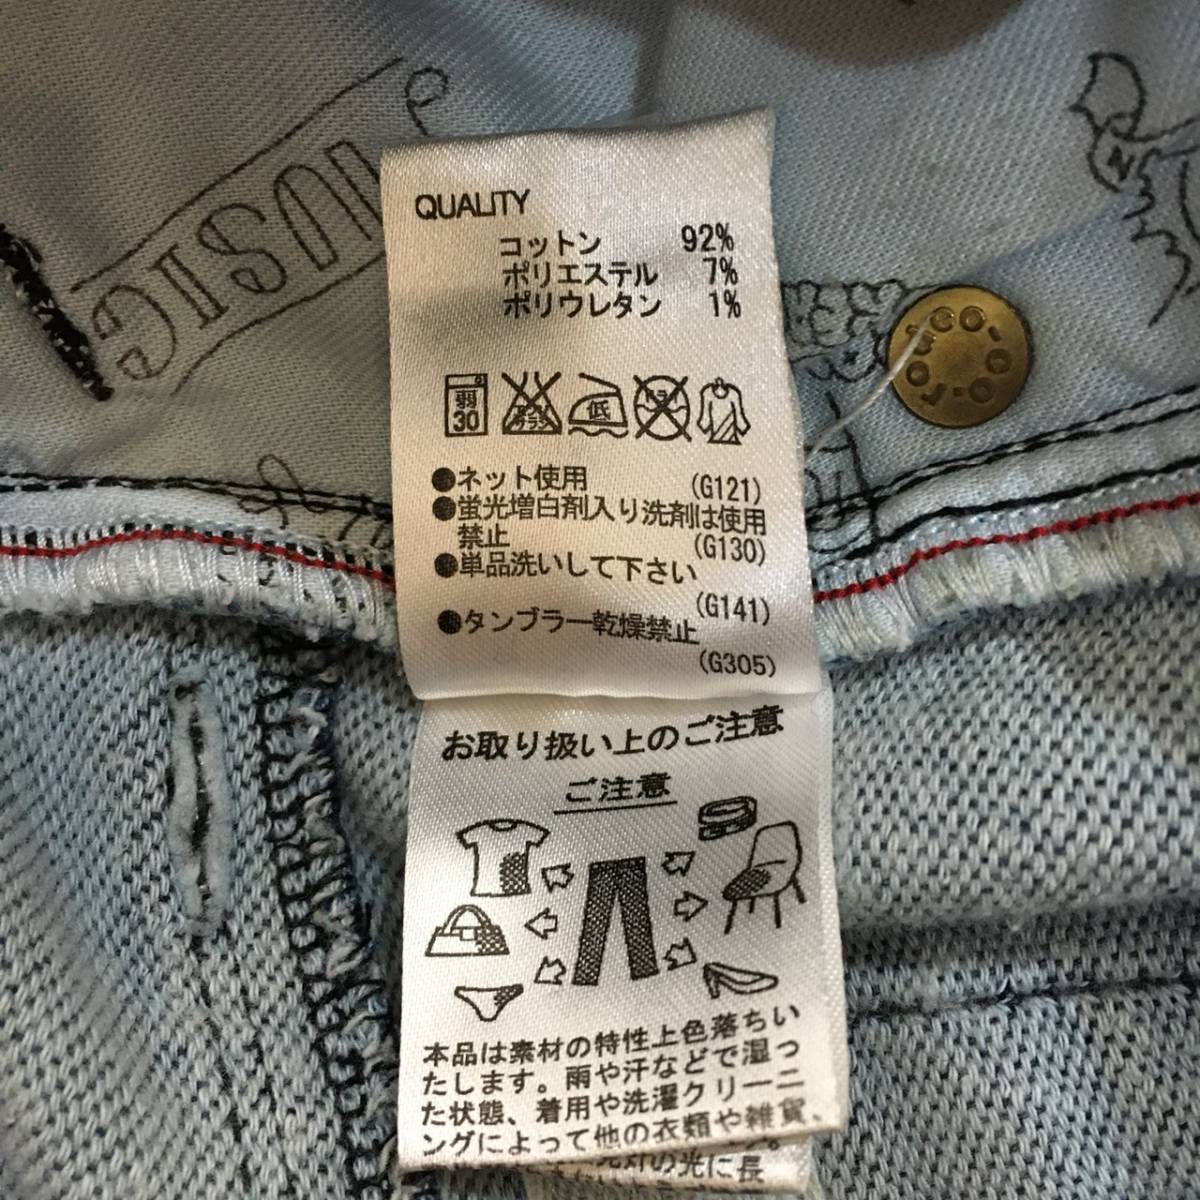 MUSIC
QUALITY
コットン 92%
ポリエステル 7%
ポリウレタン 1%
弱
30
低
●ネット使用 (G121)
●蛍光増白剤入り洗剤は使用
禁止 (G130)
●単品洗いして下さい
(G141)
●タンブラー乾燥禁止
(G305)
お取り扱い上のご注意
ご注意
本品は素材の特性上色落ちい
たします。雨や汗などで湿っ
た状態、着用や洗濯クリーニ
ングによって他の衣類や雑貨、
の光に長